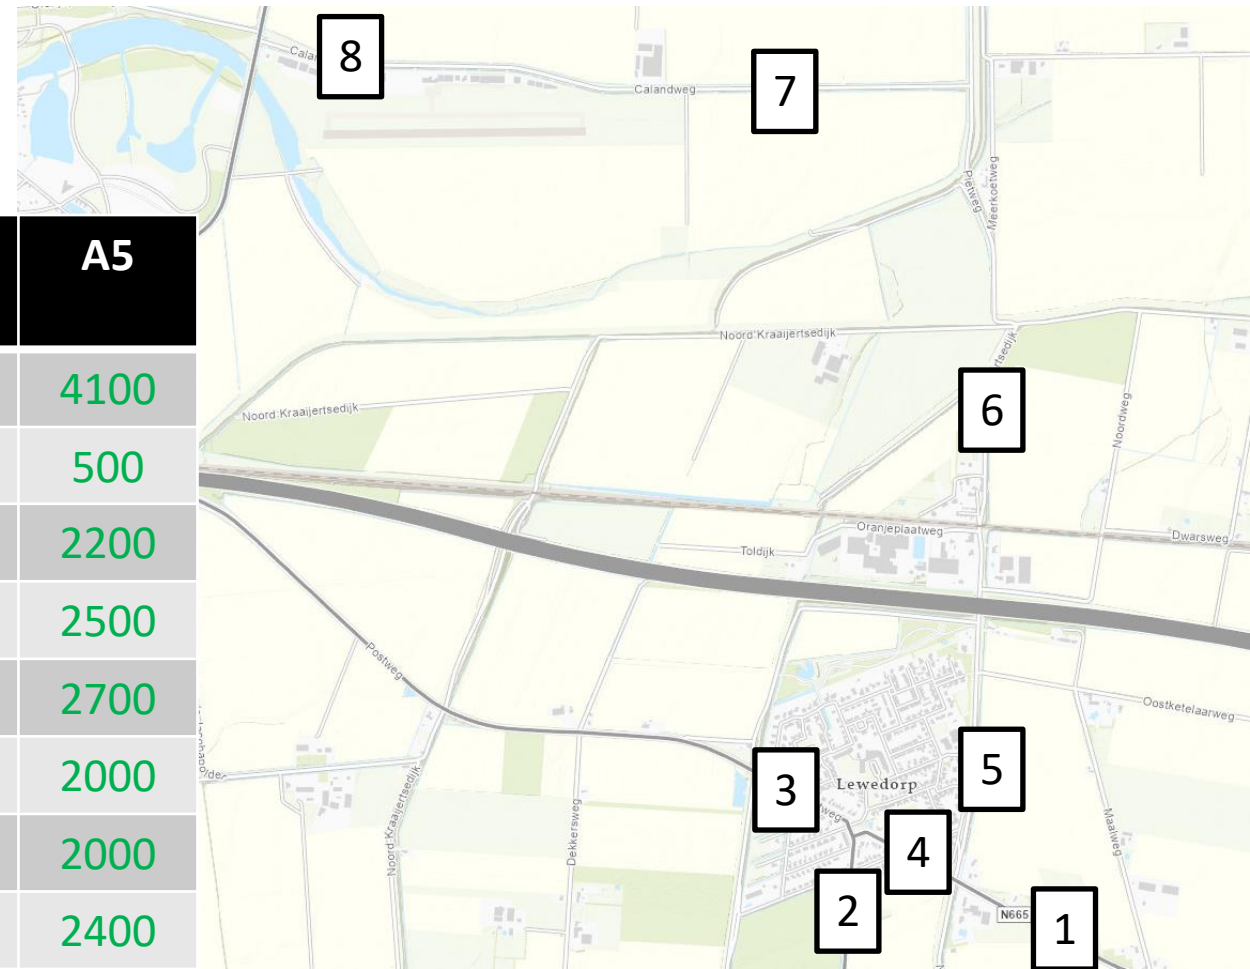 8
7
Calandweg
Pietweg
Meerkoetweg
A5
Noord Kraaijertsedijk
4100
Noord Kraaijertsedijk
6
Noordweg
500
Oranjeplaatweg
Dwarsweg
2200
Toldijk
2500
Postweg
2700
Oostketelaarweg
5
2000
3
Lewedorp
Noord Kraaijertsedijk
Dekkersweg
Maalweg
4
2000
2
N665
1
2400